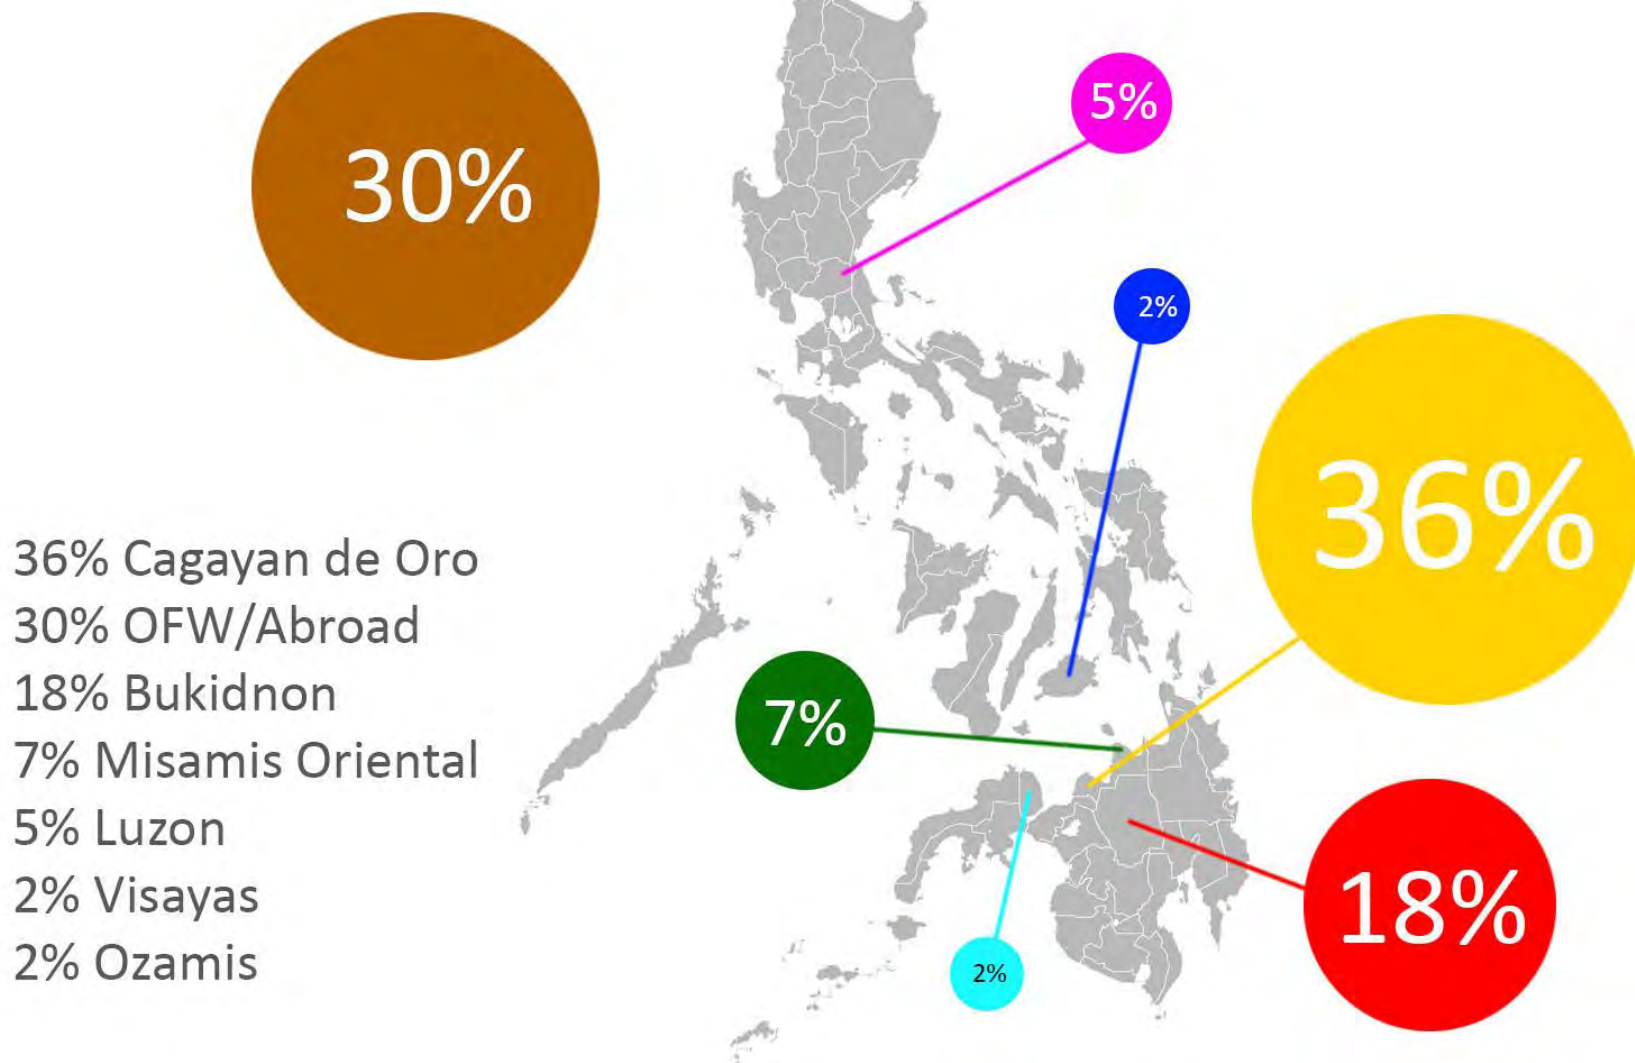 30%
5%
2%
36%
7%
18%
2%
36% Cagayan de Oro
30% OFW/Abroad
18% Bukidnon
7% Misamis Oriental
5% Luzon
2% Visayas
2% Ozamis